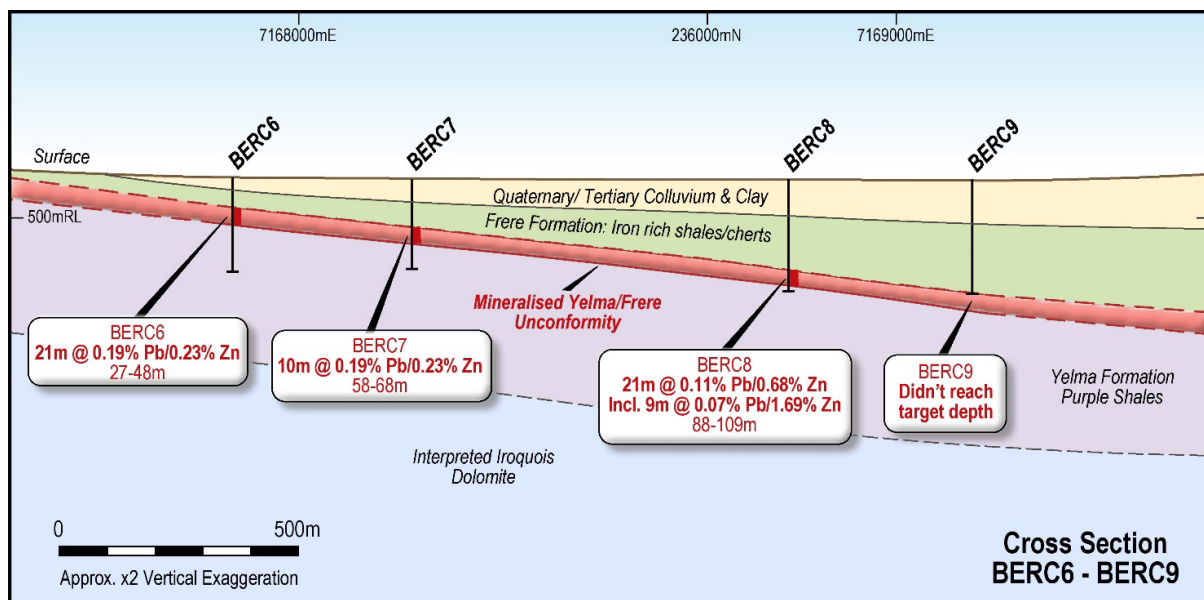 7168000mE
236000mN
7169000mE
BERC6
BERC7
BERC8
BERC9
Surface
Quaternary/ Tertiary Colluvium & Clay
500mRL
Frere Formation: Iron rich shales/cherts
Mineralised Yelma/Frere
Unconformity
BERC6
21m @ 0.19% Pb/0.23% Zn
27-48m
BERC7
10m @ 0.19% Pb/0.23% Zn
58-68m
BERC8
21m @ 0.11% Pb/0.68% Zn
Incl. 9m @ 0.07% Pb/1.69% Zn
88-109m
BERC9
Didn't reach
target depth
Yelma Formation
Purple Shales
Interpreted Iroquois
Dolomite
0 500m
Approx. x2 Vertical Exaggeration
Cross Section
BERC6 - BERC9